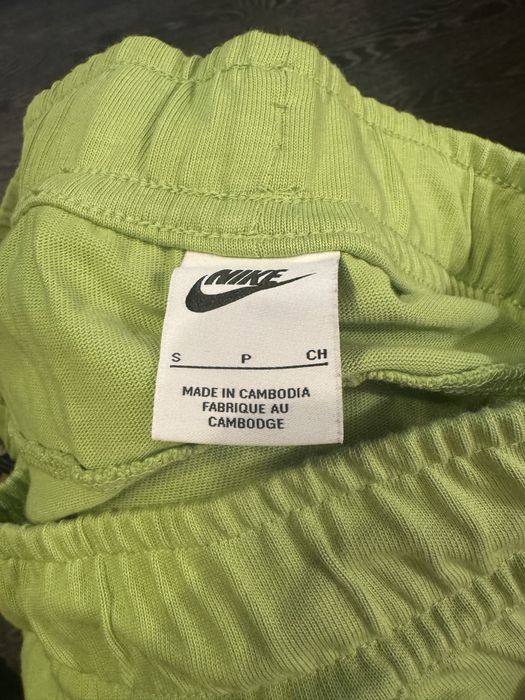 NIKE
S P CH
MADE IN CAMBODIA
FABRIQUE AU
CAMBODGE